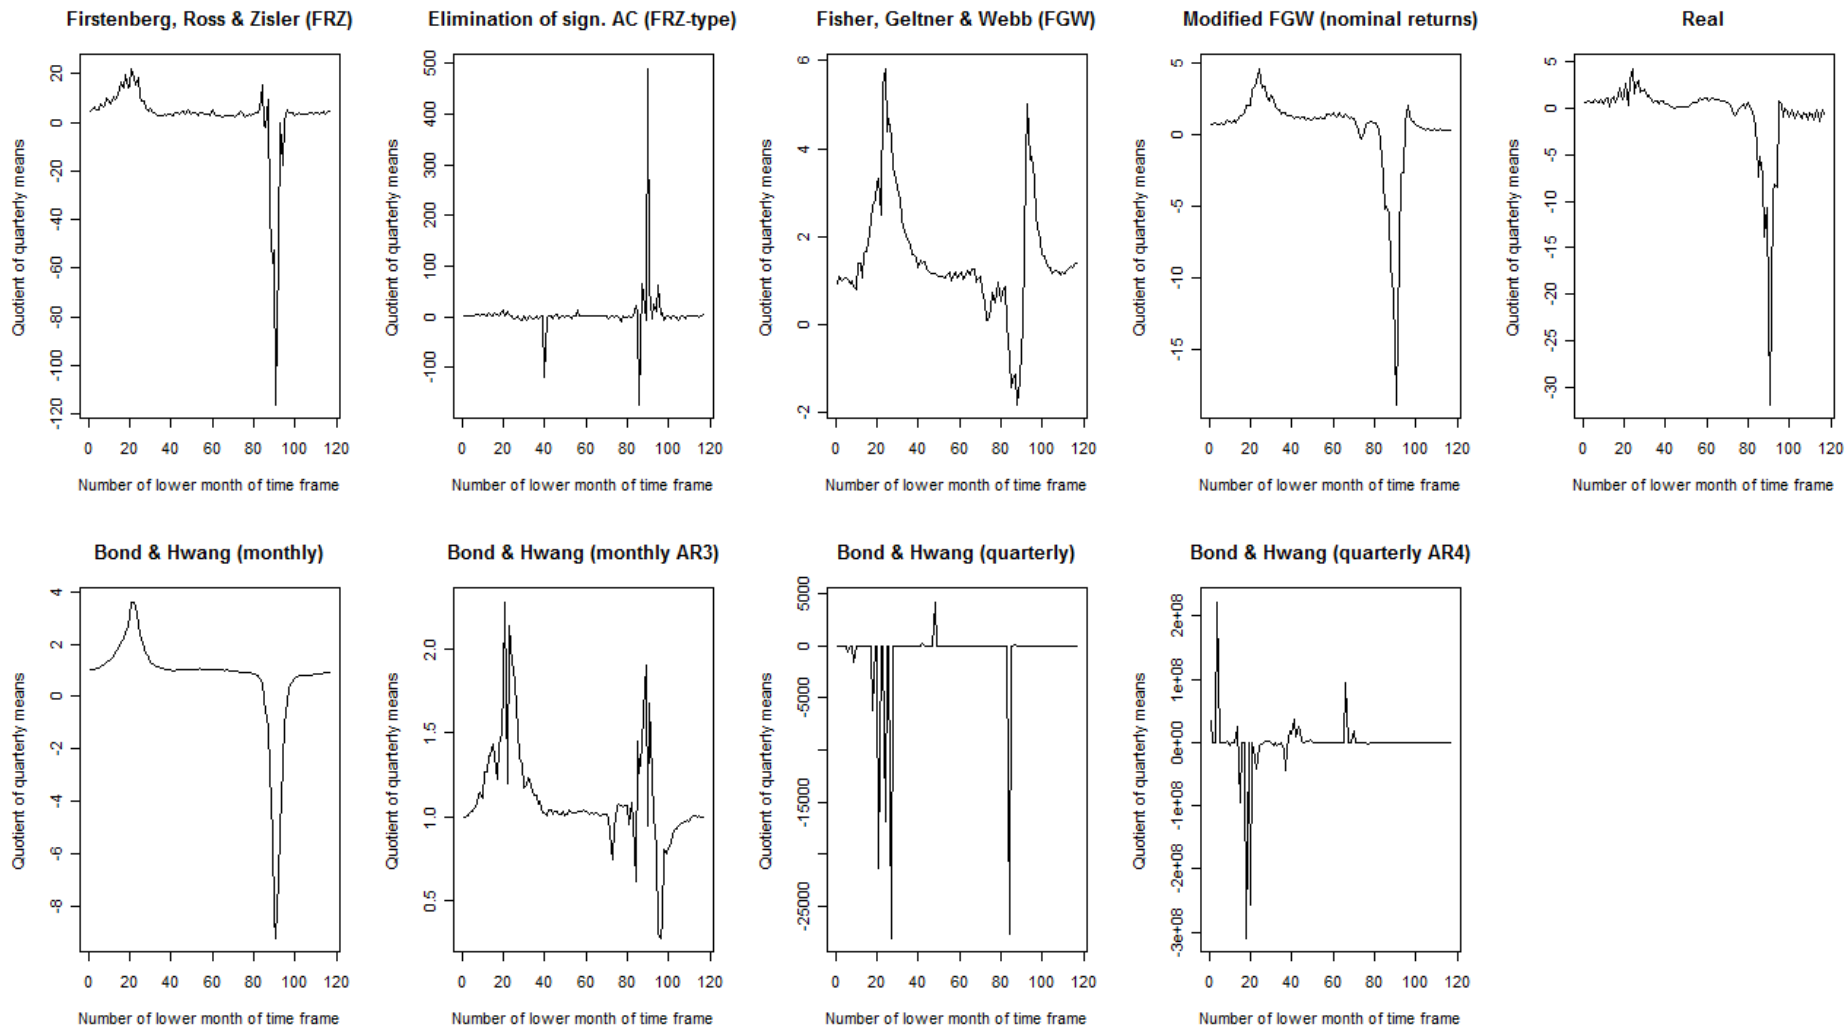 Firstenberg, Ross & Zisler (FRZ)
Elimination of sign. AC (FRZ-type)
Fisher, Geltner & Webb (FGW)
Modified FGW (nominal returns)
Real
Quotient of quarterly means
20
0
-20
-40
-60
-80
-100
-120
0 20 40 60 80 100 120
Number of lower month of time frame
Quotient of quarterly means
500
400
300
200
100
0
-100
0 20 40 60 80 100 120
Number of lower month of time frame
Quotient of quarterly means
6
4
2
0
-2
0 20 40 60 80 100 120
Number of lower month of time frame
Quotient of quarterly means
5
0
-5
-10
-15
0 20 40 60 80 100 120
Number of lower month of time frame
Quotient of quarterly means
5
0
-5
-10
-15
-20
-25
-30
0 20 40 60 80 100 120
Number of lower month of time frame
Bond & Hwang (monthly)
Bond & Hwang (monthly AR3)
Bond & Hwang (quarterly)
Bond & Hwang (quarterly AR4)
Quotient of quarterly means
4
2
0
-2
-4
-6
-8
0 20 40 60 80 100 120
Number of lower month of time frame
Quotient of quarterly means
2.0
1.5
1.0
0.5
0 20 40 60 80 100 120
Number of lower month of time frame
Quotient of quarterly means
5000
0
-5000
-15000
-25000
0 20 40 60 80 100 120
Number of lower month of time frame
Quotient of quarterly means
2e+08
1e+08
0e+00
-1e+08
-2e+08
-3e+08
0 20 40 60 80 100 120
Number of lower month of time frame